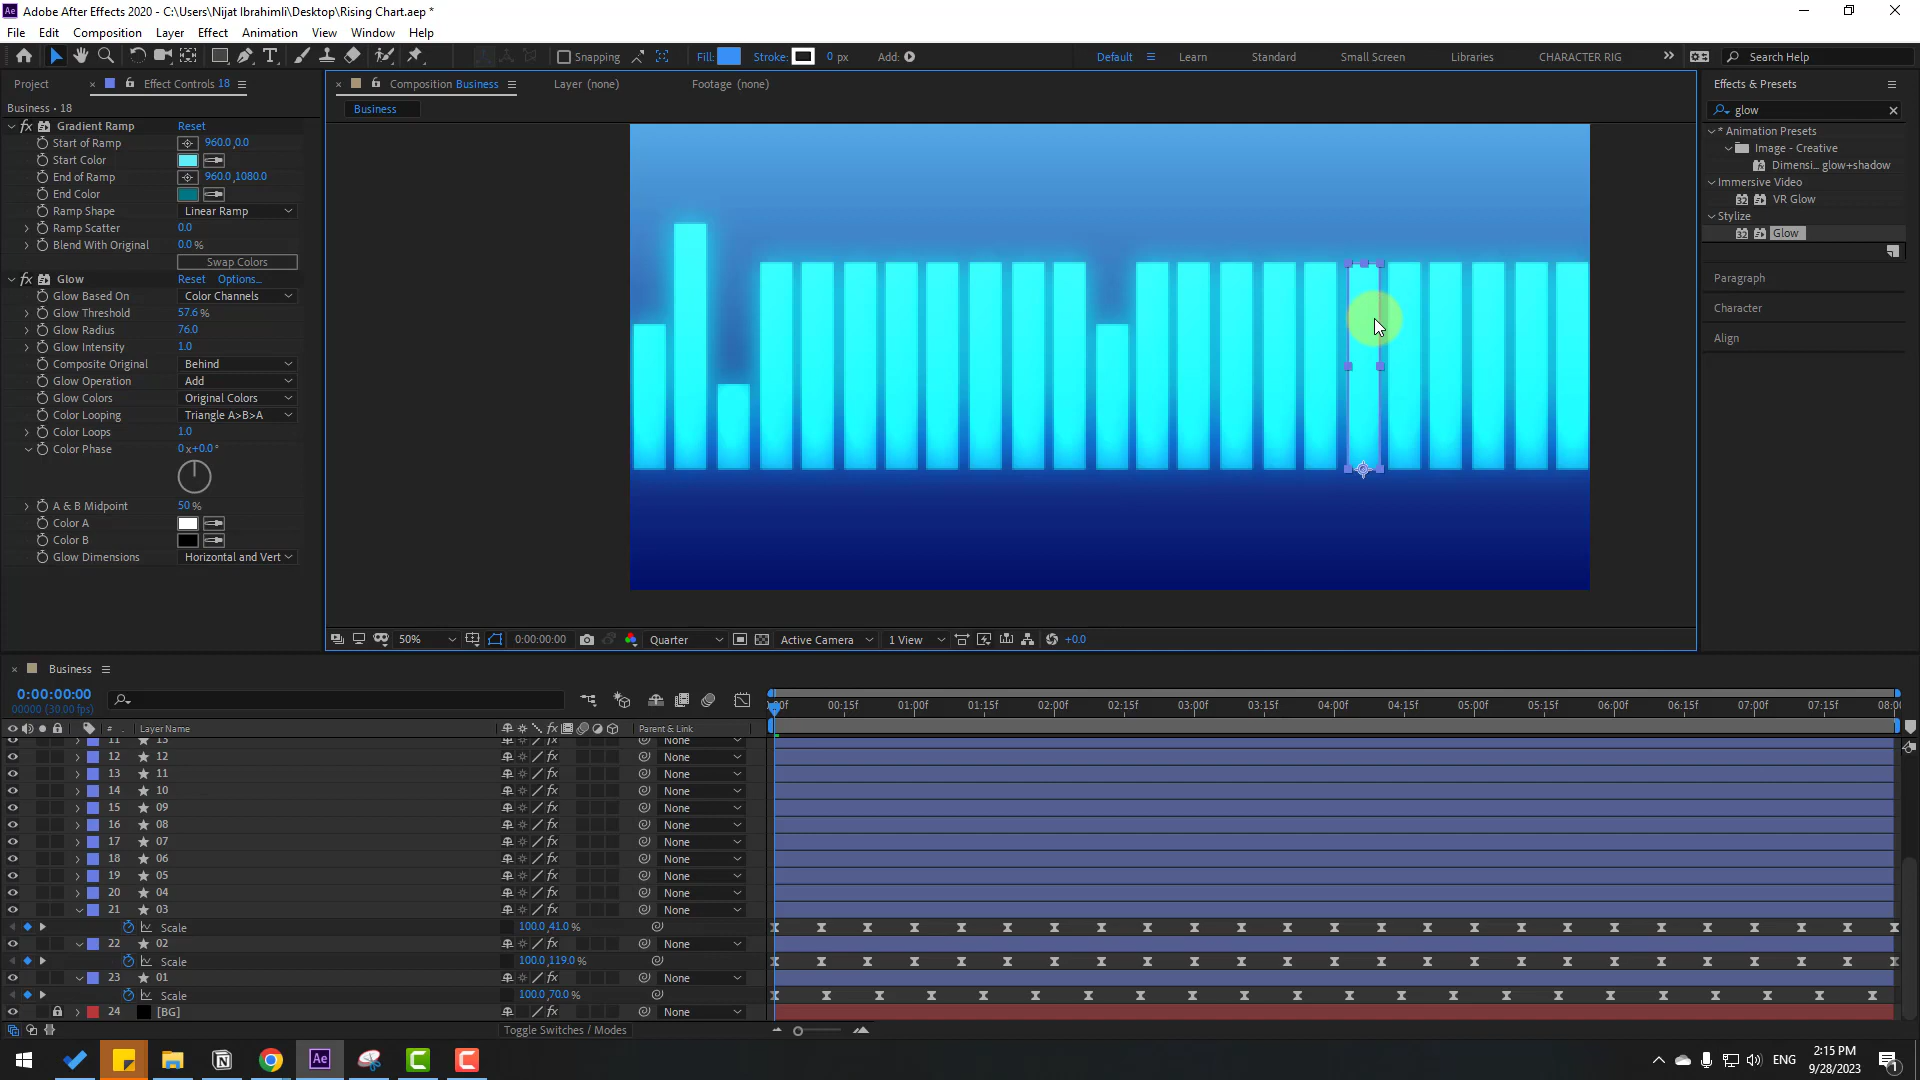 Adobe After Effects 2020 - C:\Users\Nijat Ibrahimli\Desktop\Rising Chart.aep *
File Edit Composition Layer Effect Animation View Window Help
Snapping Fill: Stroke: 0 px Add: Default Learn Standard Small Screen Libraries CHARACTER RIG Search Help
Project Effect Controls 18
Business • 18
Gradient Ramp Reset
Start of Ramp 960.0,0.0
Start Color
End of Ramp 960.0,1080.0
End Color
Ramp Shape Linear Ramp
Ramp Scatter 0.0
Blend With Original 0.0 %
Swap Colors
Glow Reset Options...
Glow Based On Color Channels
Glow Threshold 57.6 %
Glow Radius 76.0
Glow Intensity 1.0
Composite Original Behind
Glow Operation Add
Glow Colors Original Colors
Color Looping Triangle A>B>A
Color Loops 1.0
Color Phase 0 x+0.0 °
A & B Midpoint 50 %
Color A
Color B
Glow Dimensions Horizontal and Vert
Composition Business Layer (none) Footage (none)
Business
50% 0:00:00:00 Quarter Active Camera 1 View +0.0
Effects & Presets
glow
* Animation Presets
Image - Creative
Dimensi... glow+shadow
Immersive Video
VR Glow
Stylize
Glow
Paragraph
Character
Align
Business
0:00:00:00
00000 (30.00 fps)
:00f 00:15f 01:00f 01:15f 02:00f 02:15f 03:00f 03:15f 04:00f 04:15f 05:00f 05:15f 06:00f 06:15f 07:00f 07:15f 08:00
# Layer Name Parent & Link
11 13 None
12 12 None
13 11 None
14 10 None
15 09 None
16 08 None
17 07 None
18 06 None
19 05 None
20 04 None
21 03 None
Scale 100.0,41.0 %
22 02 None
Scale 100.0,119.0 %
23 01 None
Scale 100.0,70.0 %
24 [BG] None
Toggle Switches / Modes
ENG 2:15 PM
9/28/2023